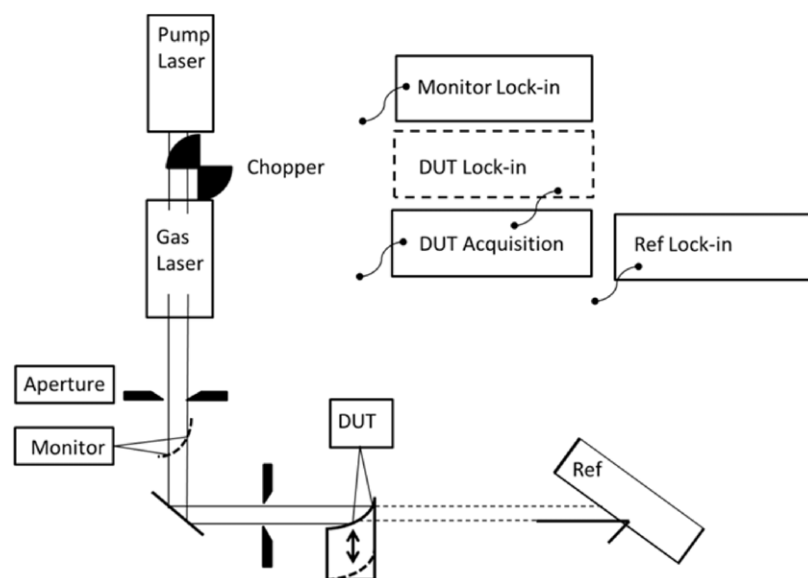 Pump
Laser
Monitor Lock-in
Chopper
DUT Lock-in
Gas
Laser
DUT Acquisition
Ref Lock-in
Aperture
DUT
Monitor
Ref